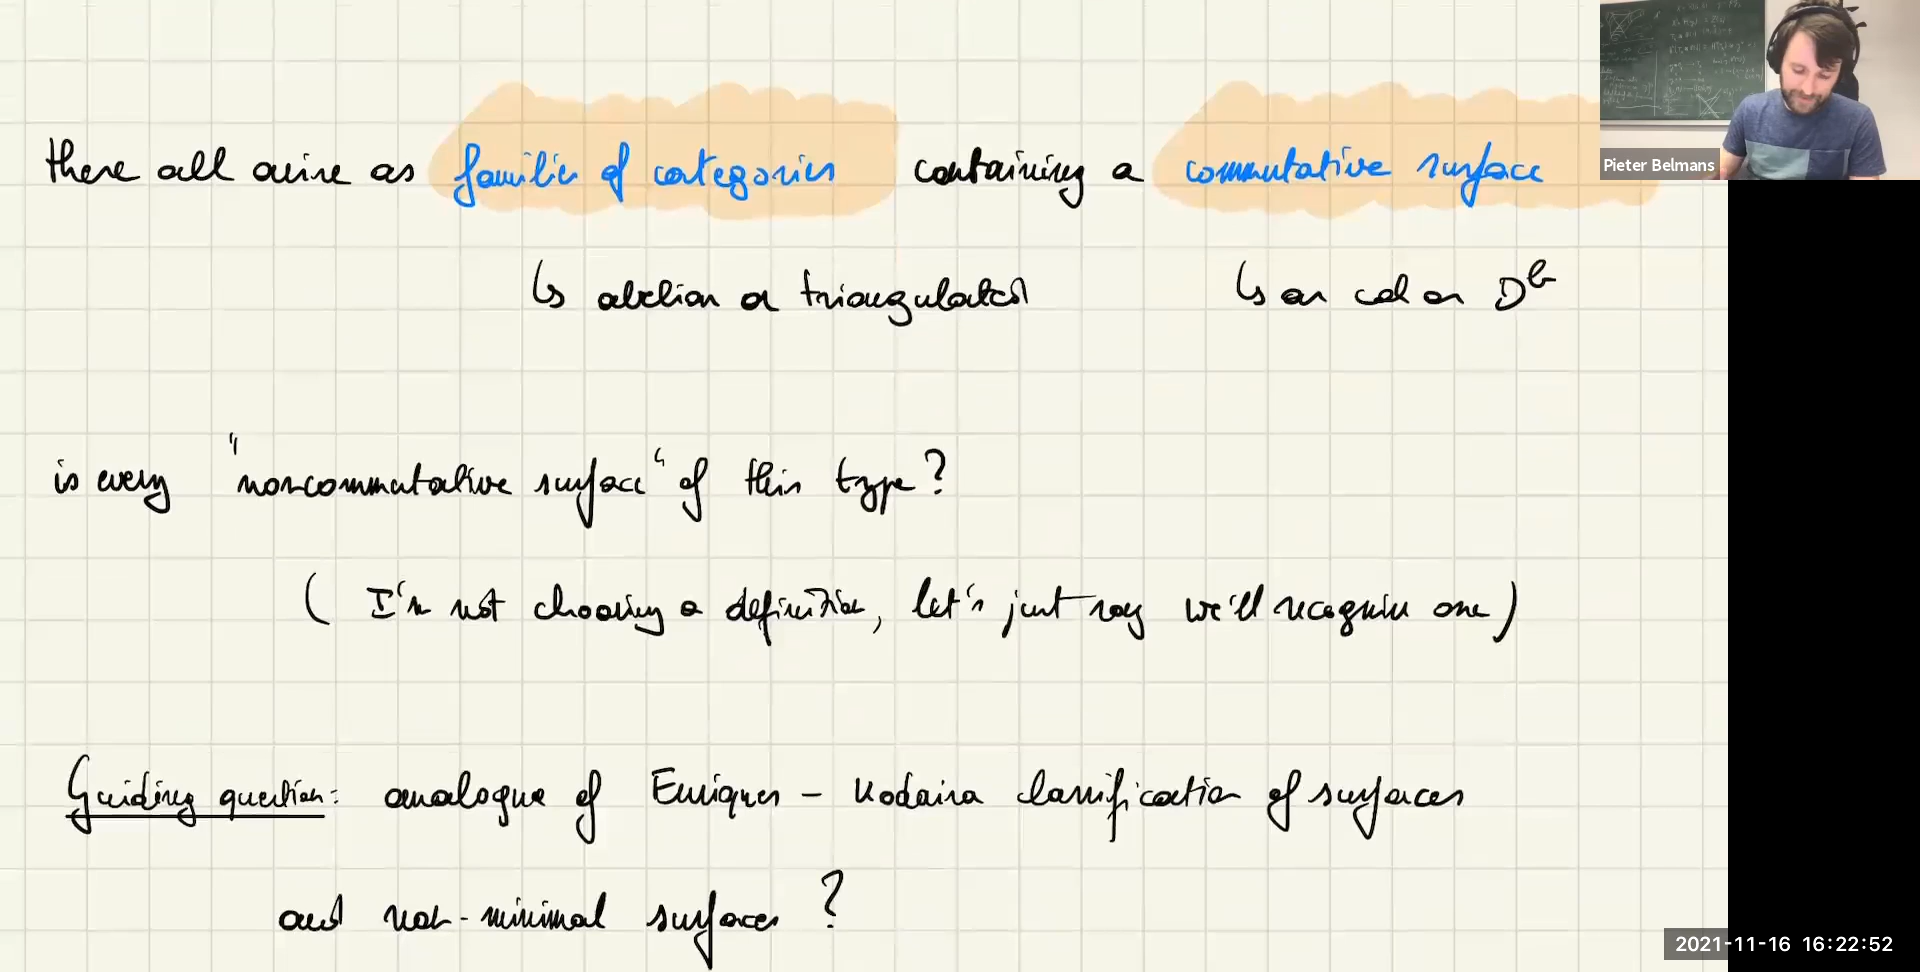 these all arise as families of categories containing a commutative surface
↳ abelian or triangulated ↳ as coh or D^b
is every "noncommutative surface" of this type?
( I'm not choosing a definition, let's just say we'll recognise one)
Guiding question: analogue of Enriques – Kodaira classification of surfaces
and non-minimal surfaces ?
Pieter Belmans
2021-11-16 16:22:52